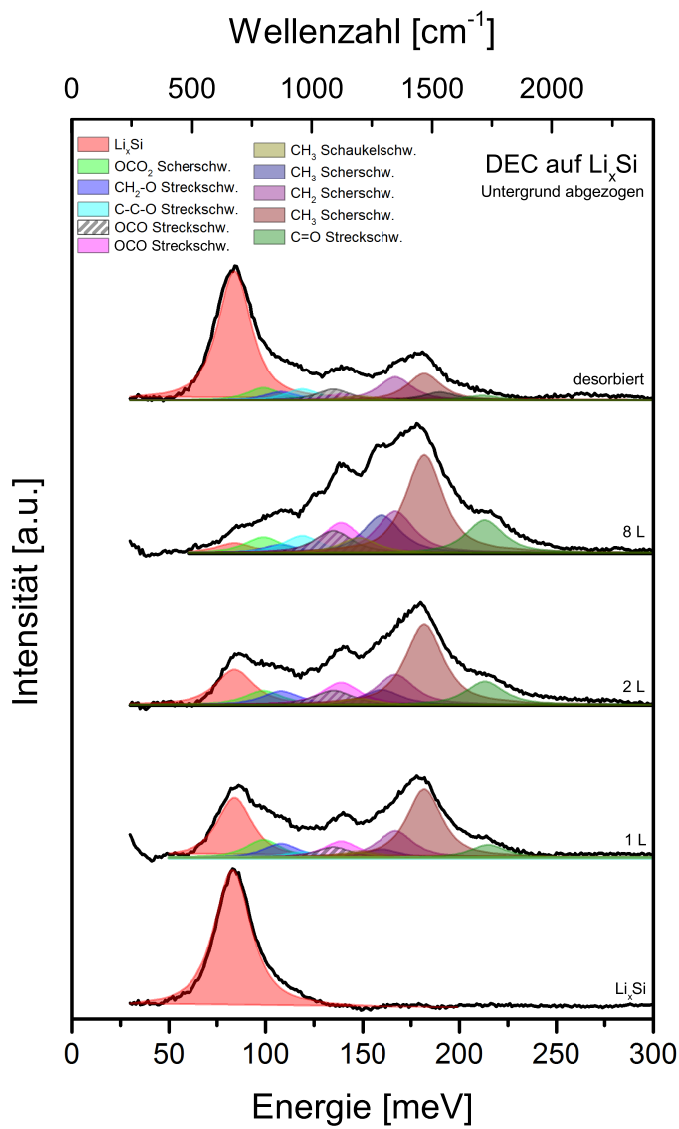 Wellenzahl [cm⁻¹]
0 500 1000 1500 2000
LiₓSi
OCO₂ Scherschw.
CH₂-O Streckschw.
C-C-O Streckschw.
OCO Streckschw.
OCO Streckschw.
CH₃ Schaukelschw.
CH₃ Scherschw.
CH₂ Scherschw.
CH₃ Scherschw.
C=O Streckschw.
DEC auf LiₓSi
Untergrund abgezogen
desorbiert
8 L
2 L
1 L
LiₓSi
Intensität [a.u.]
0 50 100 150 200 250 300
Energie [meV]